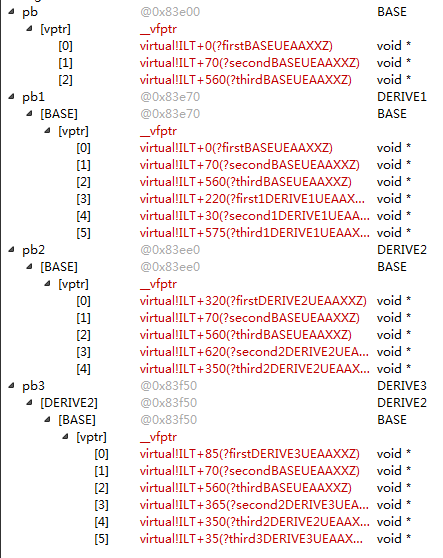 pb @0x83e00 BASE
[vptr] __vfptr
[0] virtual!ILT+0(?firstBASEUEAAXXZ) void *
[1] virtual!ILT+70(?secondBASEUEAAXXZ) void *
[2] virtual!ILT+560(?thirdBASEUEAAXXZ) void *
pb1 @0x83e70 DERIVE1
[BASE] @0x83e70 BASE
[vptr] __vfptr
[0] virtual!ILT+0(?firstBASEUEAAXXZ) void *
[1] virtual!ILT+70(?secondBASEUEAAXXZ) void *
[2] virtual!ILT+560(?thirdBASEUEAAXXZ) void *
[3] virtual!ILT+220(?first1DERIVE1UEAAX... void *
[4] virtual!ILT+30(?second1DERIVE1UEAA... void *
[5] virtual!ILT+575(?third1DERIVE1UEAAX... void *
pb2 @0x83ee0 DERIVE2
[BASE] @0x83ee0 BASE
[vptr] __vfptr
[0] virtual!ILT+320(?firstDERIVE2UEAAXXZ) void *
[1] virtual!ILT+70(?secondBASEUEAAXXZ) void *
[2] virtual!ILT+560(?thirdBASEUEAAXXZ) void *
[3] virtual!ILT+620(?second2DERIVE2UEA... void *
[4] virtual!ILT+350(?third2DERIVE2UEAAX... void *
pb3 @0x83f50 DERIVE3
[DERIVE2] @0x83f50 DERIVE2
[BASE] @0x83f50 BASE
[vptr] __vfptr
[0] virtual!ILT+85(?firstDERIVE3UEAAXXZ) void *
[1] virtual!ILT+70(?secondBASEUEAAXXZ) void *
[2] virtual!ILT+560(?thirdBASEUEAAXXZ) void *
[3] virtual!ILT+365(?second2DERIVE3UEA... void *
[4] virtual!ILT+350(?third2DERIVE2UEAAX... void *
[5] virtual!ILT+35(?third3DERIVE3UEAAX... void *